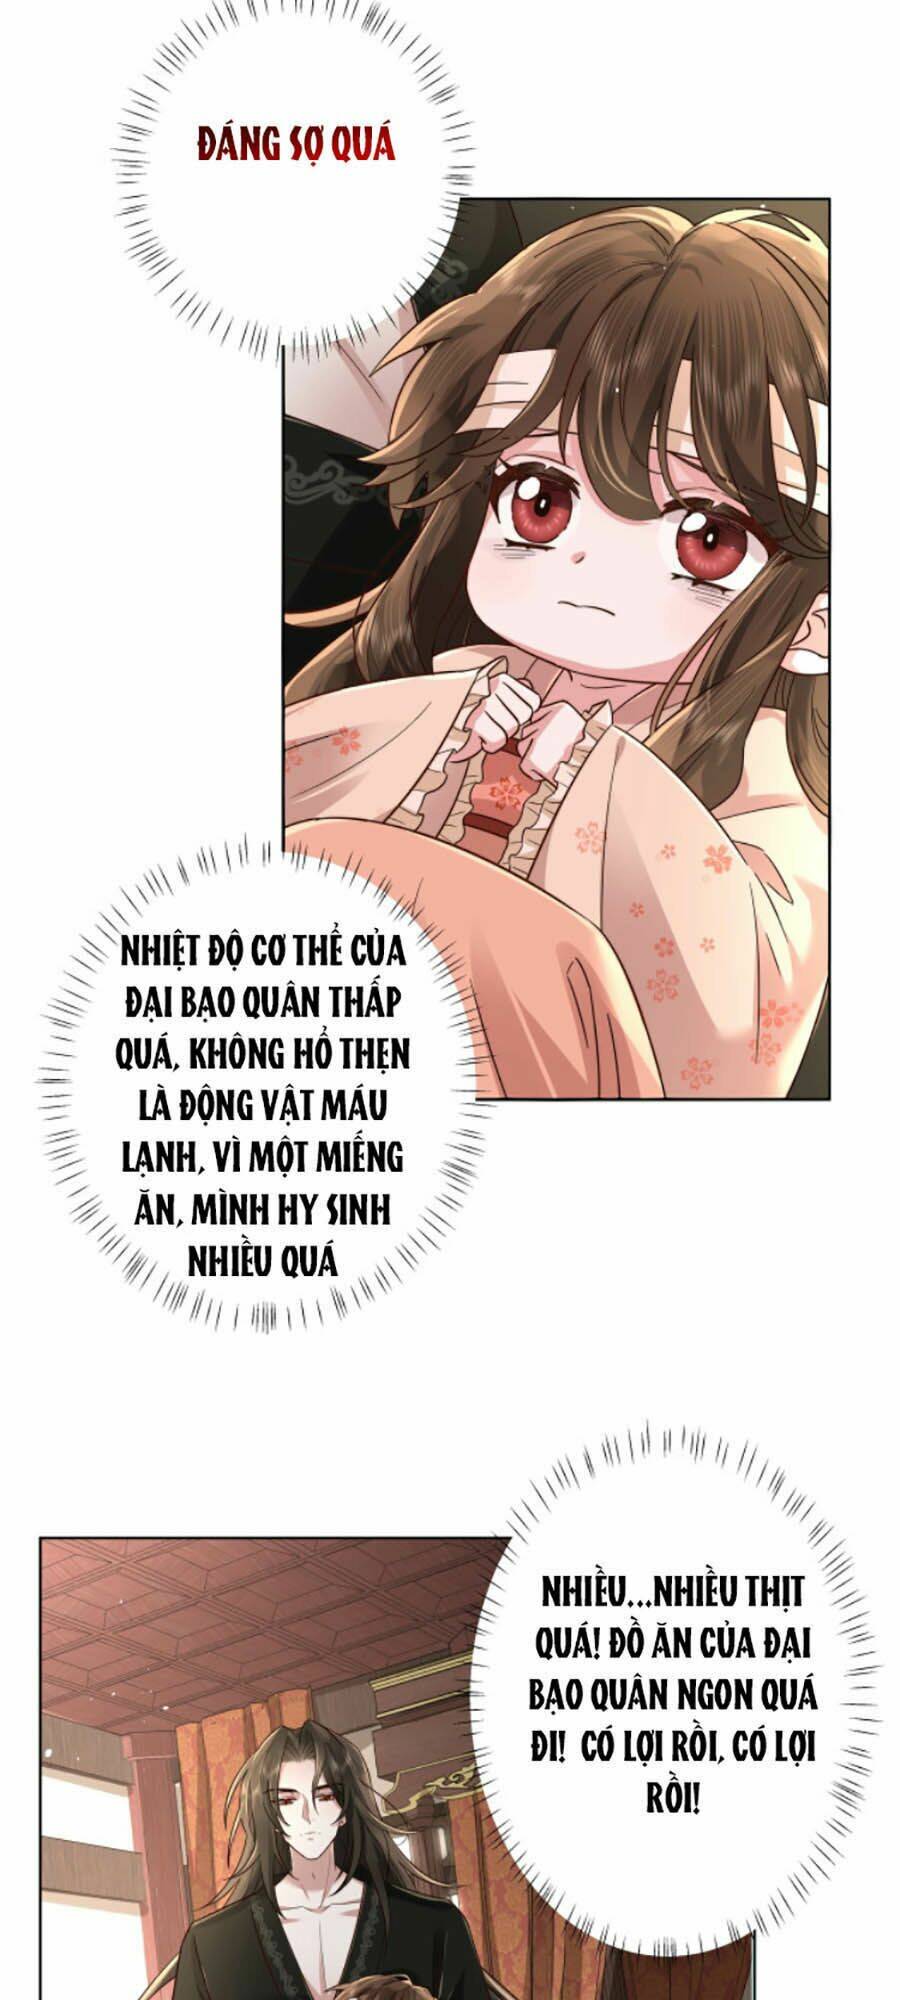 ĐÁNG SỢ QUÁ
NHIỆT ĐỘ CƠ THỂ CỦA
ĐẠI BẠO QUÂN THẤP
QUÁ, KHÔNG HỔ THẸN
LÀ ĐỘNG VẬT MÁU
LẠNH, VÌ MỘT MIẾNG
ĂN, MÌNH HY SINH
NHIỀU QUÁ
NHIỀU...NHIỀU THỊT
QUÁ! ĐỒ ĂN CỦA ĐẠI
BẠO QUÂN NGON QUÁ
ĐI! CÓ LỢI RỒI, CÓ LỢI
RỒI!